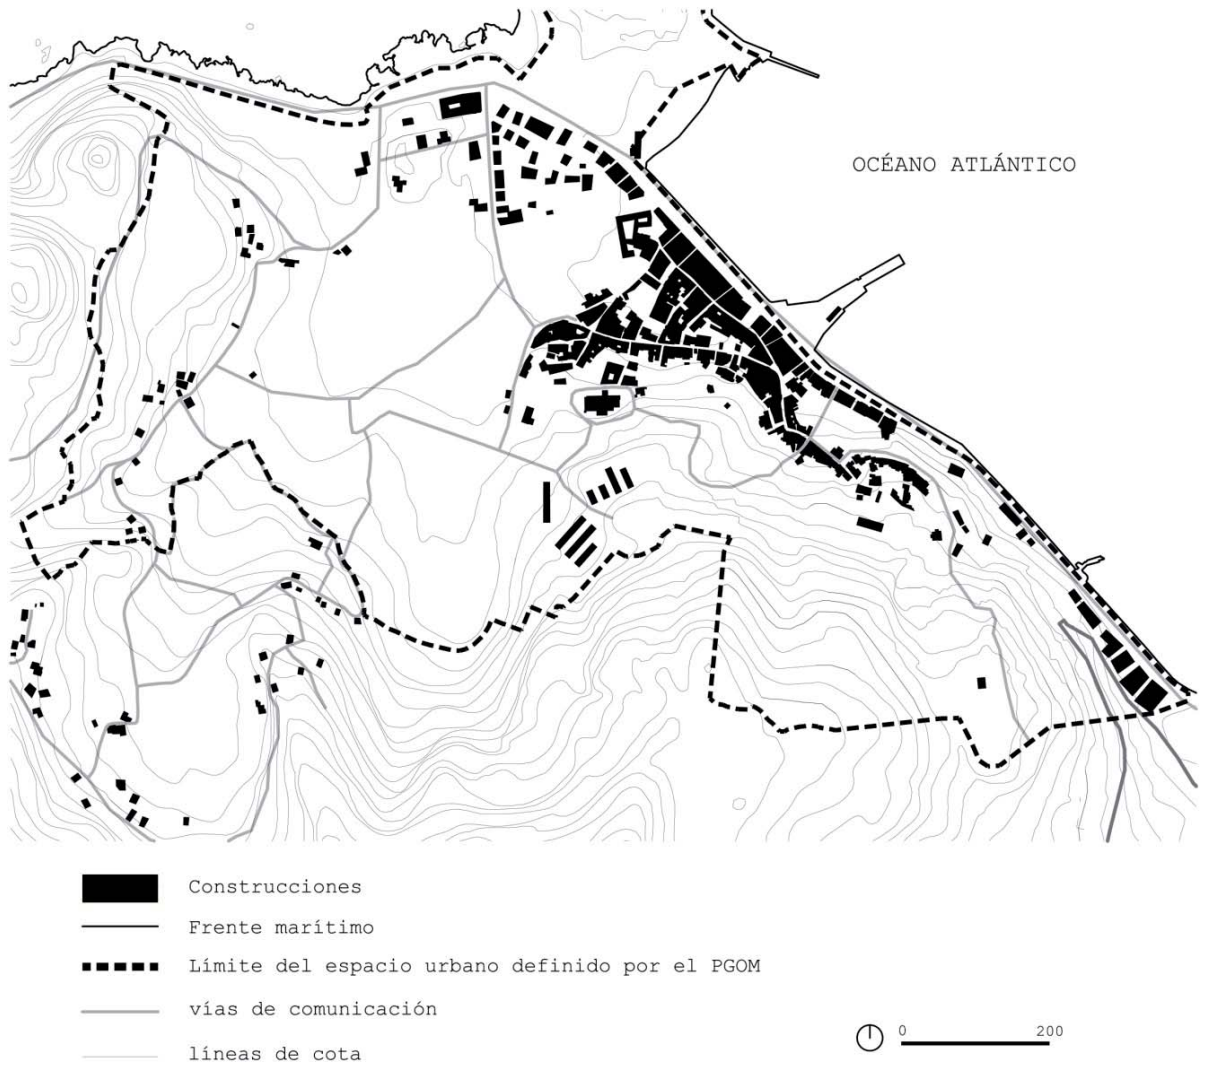 OCÉANO ATLÁNTICO
Construcciones
Frente marítimo
Límite del espacio urbano definido por el PGOM
vías de comunicación
líneas de cota
0 200